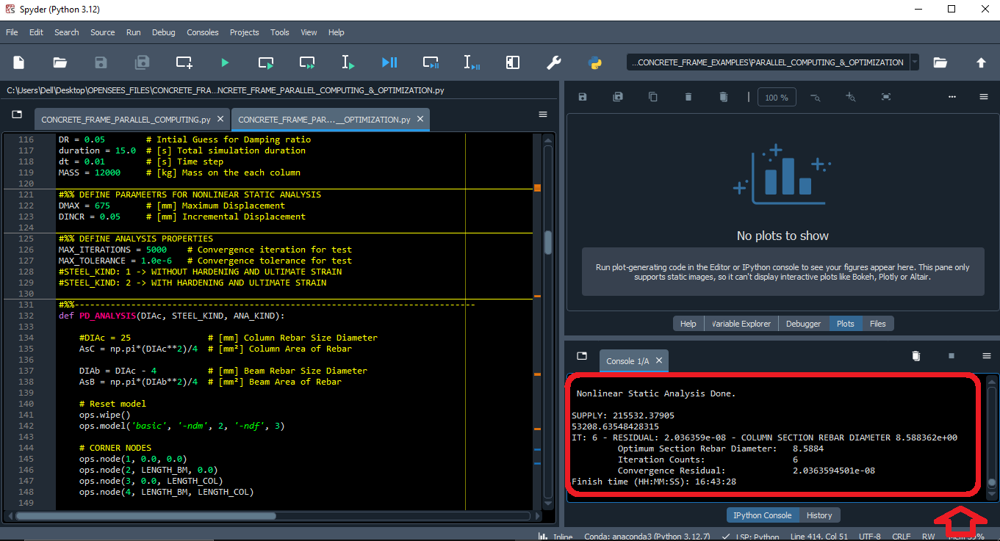 Spyder (Python 3.12)
File Edit Search Source Run Debug Consoles Projects Tools View Help
...CONCRETE_FRAME_EXAMPLES\PARALLEL_COMPUTING_&_OPTIMIZATION
C:\Users\Dell\Desktop\OPENSEES_FILES\CONCRETE_FRA...NCRETE_FRAME_PARALLEL_COMPUTING_&_OPTIMIZATION.py
CONCRETE_FRAME_PARALLEL_COMPUTING.py
CONCRETE_FRAME_PAR...__OPTIMIZATION.py
116 DR = 0.05 # Intial Guess for Damping ratio
117 duration = 15.0 # [s] Total simulation duration
118 dt = 0.01 # [s] Time step
119 MASS = 12000 # [kg] Mass on the each column
120
121 #%% DEFINE PARAMEETRS FOR NONLINEAR STATIC ANALYSIS
122 DMAX = 675 # [mm] Maximum Displacement
123 DINCR = 0.05 # [mm] Incremental Displacement
124
125 #%% DEFINE ANALYSIS PROPERTIES
126 MAX_ITERATIONS = 5000 # Convergence iteration for test
127 MAX_TOLERANCE = 1.0e-6 # Convergence tolerance for test
128 #STEEL_KIND: 1 -> WITHOUT HARDENING AND ULTIMATE STRAIN
129 #STEEL_KIND: 2 -> WITH HARDENING AND ULTIMATE STRAIN
130
131 #%%------------------------------------------------------------------------------
132 def PD_ANALYSIS(DIAc, STEEL_KIND, ANA_KIND):
133
134 #DIAc = 25 # [mm] Column Rebar Size Diameter
135 AsC = np.pi*(DIAc**2)/4 # [mm²] Column Area of Rebar
136
137 DIAb = DIAc - 4 # [mm] Beam Rebar Size Diameter
138 AsB = np.pi*(DIAb**2)/4 # [mm²] Beam Area of Rebar
139
140 # Reset model
141 ops.wipe()
142 ops.model('basic', '-ndm', 2, '-ndf', 3)
143
144 # CORNER NODES
145 ops.node(1, 0.0, 0.0)
146 ops.node(2, LENGTH_BM, 0.0)
147 ops.node(3, 0.0, LENGTH_COL)
148 ops.node(4, LENGTH_BM, LENGTH_COL)
149
100 %
No plots to show
Run plot-generating code in the Editor or IPython console to see your figures appear here. This pane only
supports static images, so it can't display interactive plots like Bokeh, Plotly or Altair.
Help Variable Explorer Debugger Plots Files
Console 1/A
Nonlinear Static Analysis Done.
SUPPLY: 215532.37905
53208.63548428315
IT: 6 - RESIDUAL: 2.036359e-08 - COLUMN SECTION REBAR DIAMETER 8.588362e+00
Optimum Section Rebar Diameter: 8.5884
Iteration Counts: 6
Convergence Residual: 2.0363594501e-08
Finish time (HH:MM:SS): 16:43:28
IPython Console History
Inline Conda: anaconda3 (Python 3.12.7) LSP: Python Line 414, Col 51 UTF-8 CRLF RW Mem 59%